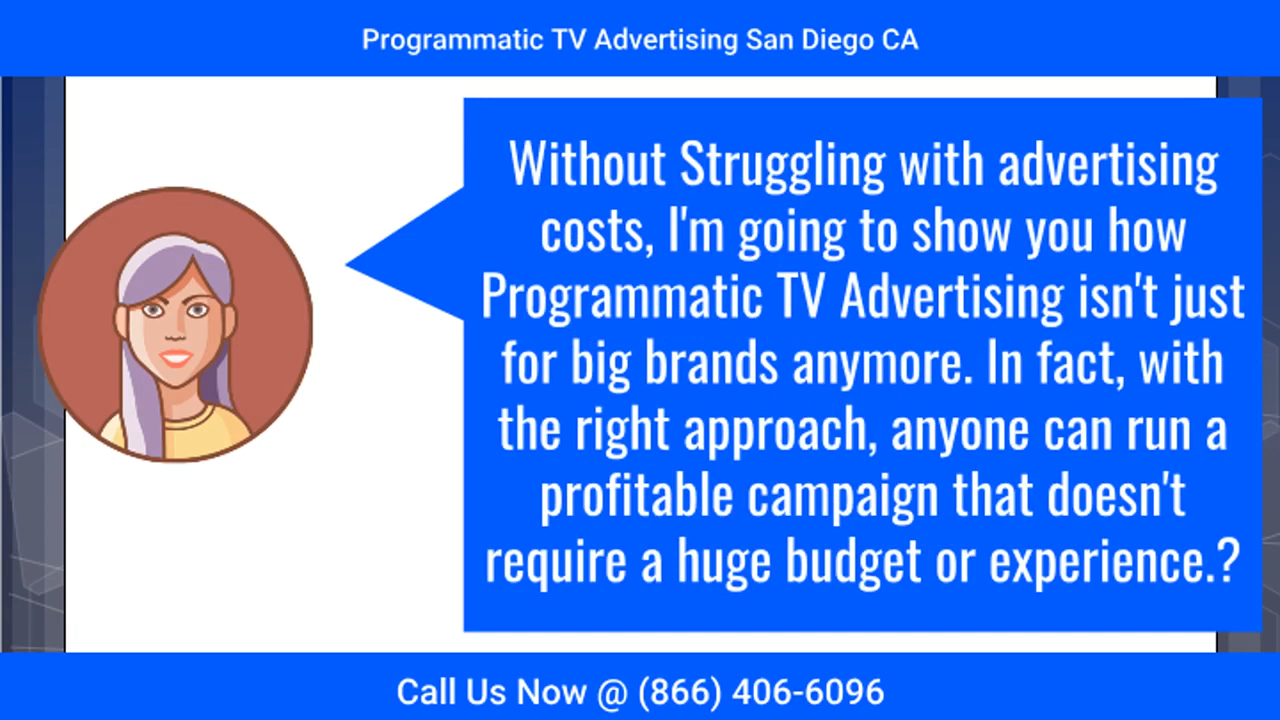 Programmatic TV Advertising San Diego CA
Without Struggling with advertising
costs, I'm going to show you how
Programmatic TV Advertising isn't just
for big brands anymore. In fact, with
the right approach, anyone can run a
profitable campaign that doesn't
require a huge budget or experience.?
Call Us Now @ (866) 406-6096